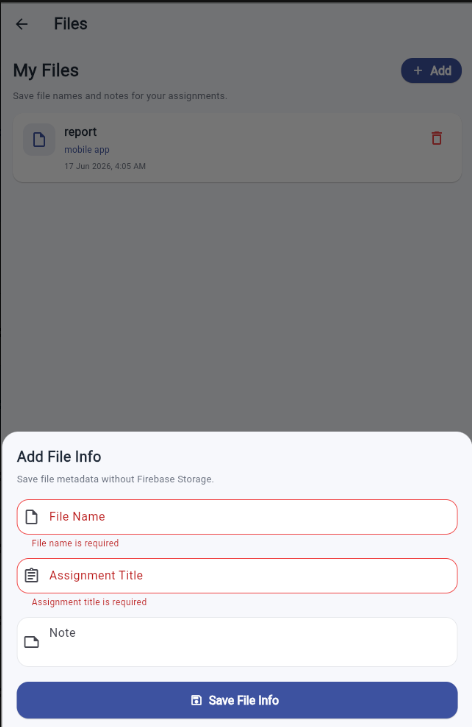 Files
My Files
+ Add
Save file names and notes for your assignments.
report
mobile app
17 Jun 2026, 4:05 AM
Add File Info
Save file metadata without Firebase Storage.
File Name
File name is required
Assignment Title
Assignment title is required
Note
Save File Info